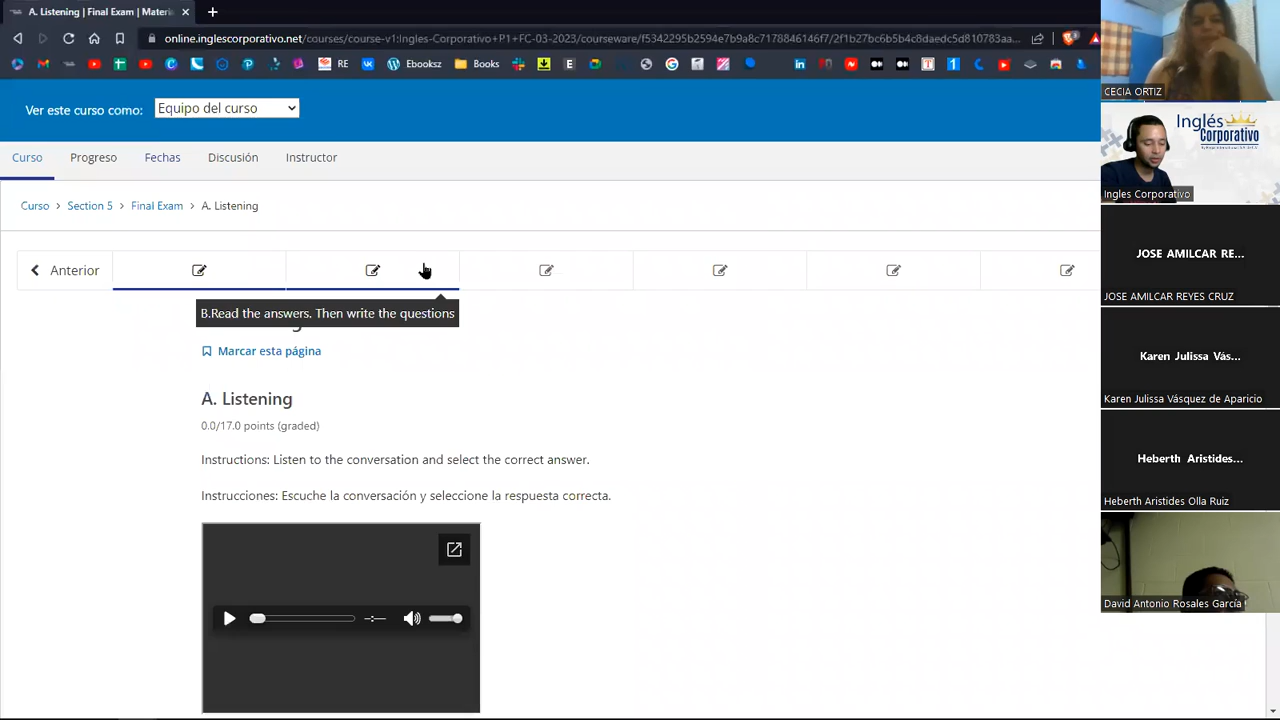 A. Listening | Final Exam | Materi
online.inglescorporativo.net/courses/course-v1:Ingles-Corporativo+P1+FC-03-2023/courseware/f5342295b2594e7b9a8c7178846146f7/2f1b27bc6b5b4c8daedc5d810783aa...
RE
Ebooksz
Books
Ver este curso como:
Equipo del curso
Curso
Progreso
Fechas
Discusión
Instructor
Curso
Section 5
Final Exam
A. Listening
Anterior
B.Read the answers. Then write the questions
Marcar esta página
A. Listening
0.0/17.0 points (graded)
Instructions: Listen to the conversation and select the correct answer.
Instrucciones: Escuche la conversación y seleccione la respuesta correcta.
-:--
CECIA ORTIZ
Inglés
Corporativo
Ingles Corporativo
JOSE AMILCAR RE...
JOSE AMILCAR REYES CRUZ
Karen Julissa Vás...
Karen Julissa Vásquez de Aparicio
Heberth Aristides...
Heberth Aristides Olla Ruiz
David Antonio Rosales García